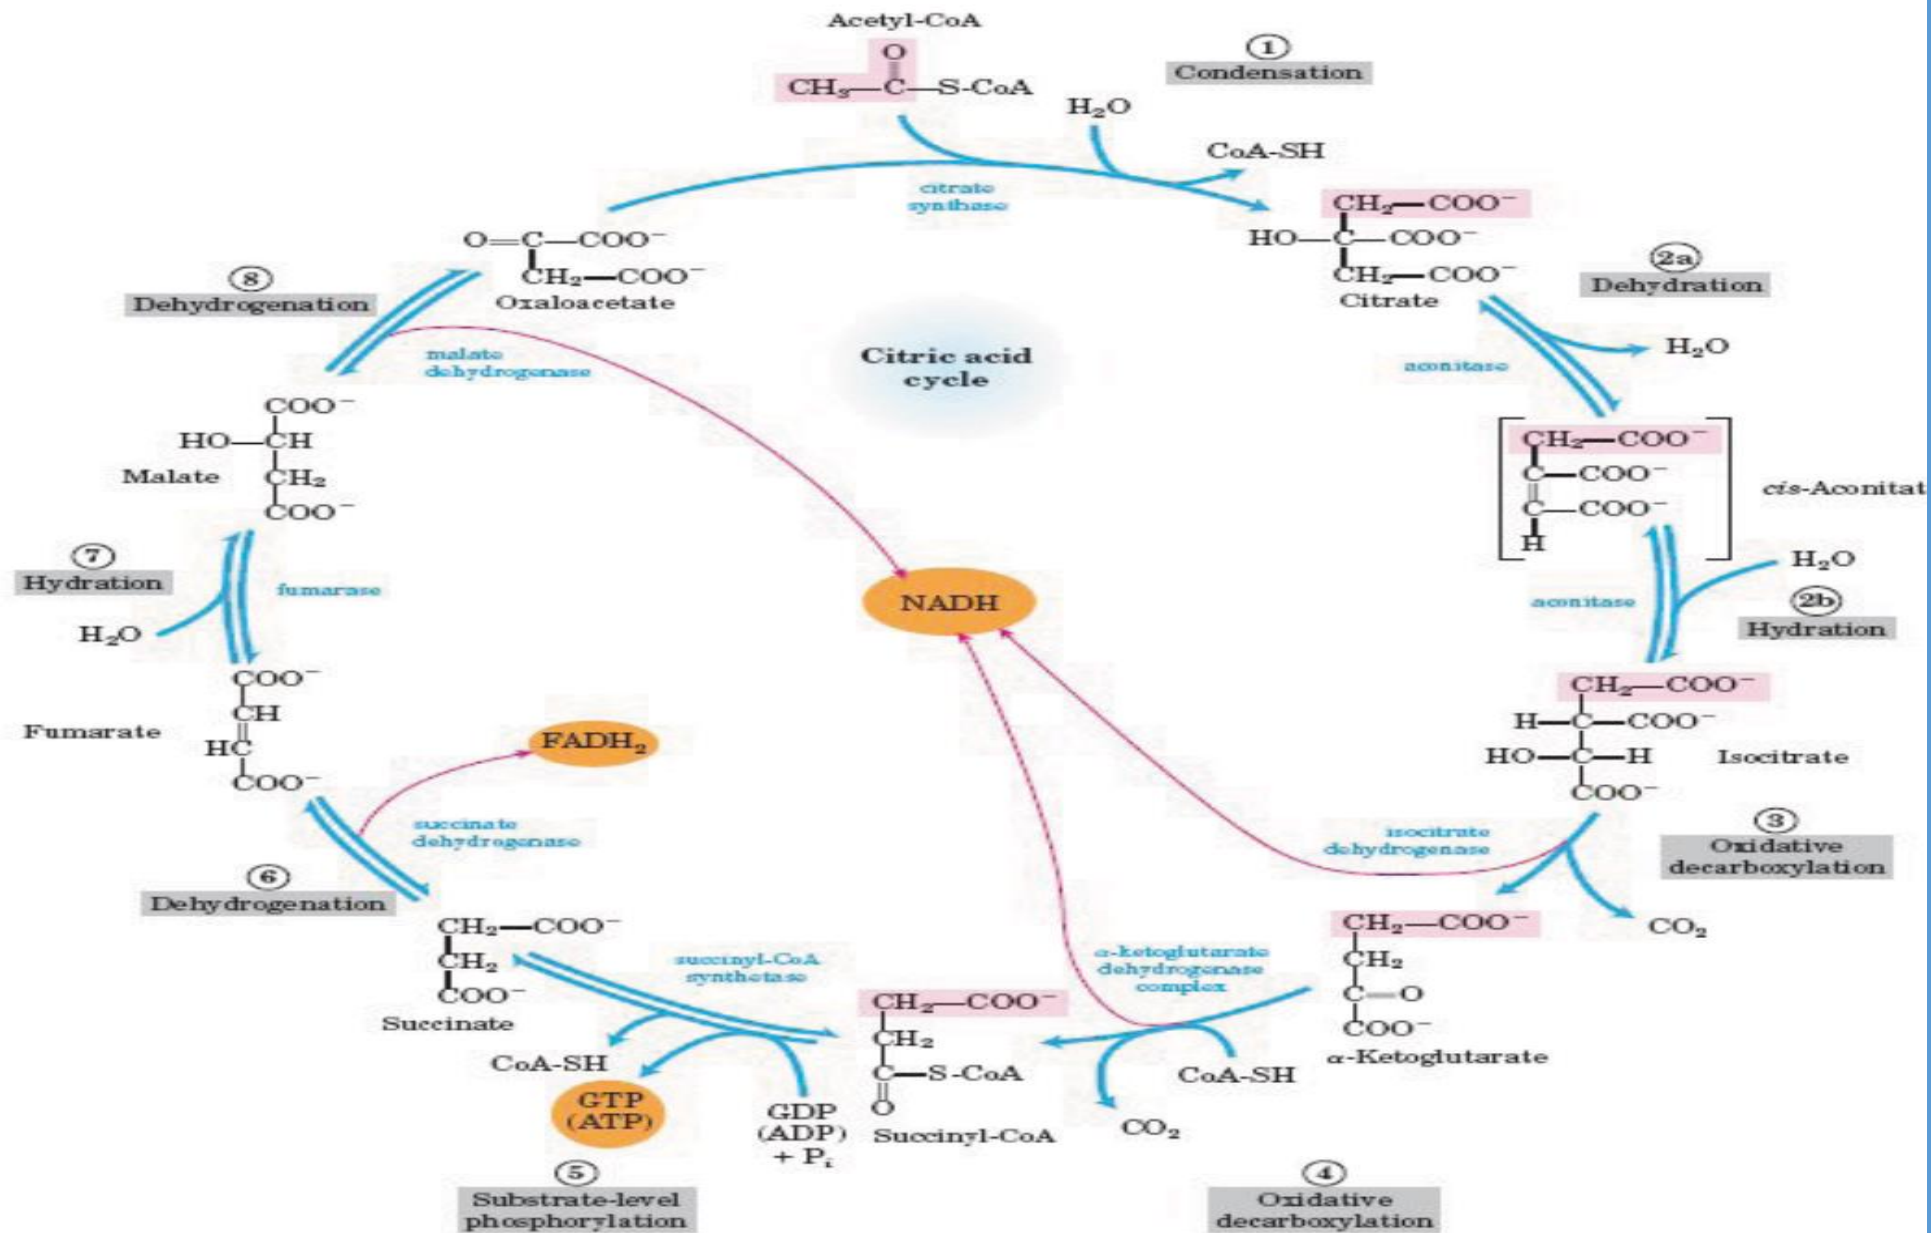 Acetyl-CoA
O
CH₃—C—S-CoA
H₂O
① 
Condensation
CoA-SH
citrate
synthase
CH₂—COO⁻
HO—C—COO⁻
CH₂—COO⁻
Citrate
2a
Dehydration
H₂O
aconitase
CH₂—COO⁻
C—COO⁻
C—COO⁻
H
cis-Aconitat
H₂O
aconitase
2b
Hydration
CH₂—COO⁻
H—C—COO⁻
HO—C—H
COO⁻
Isocitrate
③
Oxidative
decarboxylation
isocitrate
dehydrogenase
CO₂
CH₂—COO⁻
CH₂
C=O
COO⁻
α-Ketoglutarate
α-ketoglutarate
dehydrogenase
complex
CoA-SH
CO₂
④
Oxidative
decarboxylation
CH₂—COO⁻
CH₂
C—S-CoA
O
Succinyl-CoA
succinyl-CoA
synthetase
GDP
(ADP)
+ Pᵢ
GTP
(ATP)
CoA-SH
⑤
Substrate-level
phosphorylation
CH₂—COO⁻
CH₂
COO⁻
Succinate
⑥
Dehydrogenation
succinate
dehydrogenase
FADH₂
COO⁻
CH
HC
COO⁻
Fumarate
⑦
Hydration
H₂O
fumarase
COO⁻
HO—CH
CH₂
COO⁻
Malate
⑧
Dehydrogenation
malate
dehydrogenase
O=C—COO⁻
CH₂—COO⁻
Oxaloacetate
Citric acid
cycle
NADH